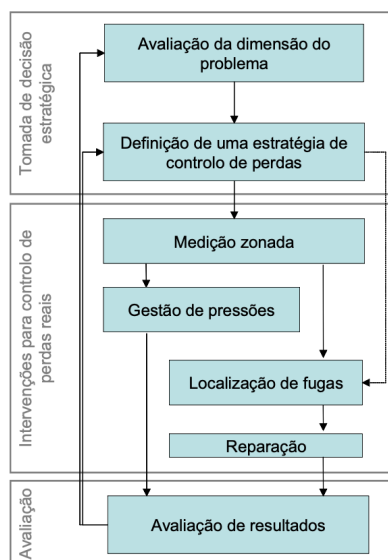 Tomada de decisão
estratégica
Avaliação da dimensão do
problema
Definição de uma estratégia de
controlo de perdas
Intervenções para controlo de
perdas reais
Medição zonada
Gestão de pressões
Localização de fugas
Reparação
Avaliação
Avaliação de resultados